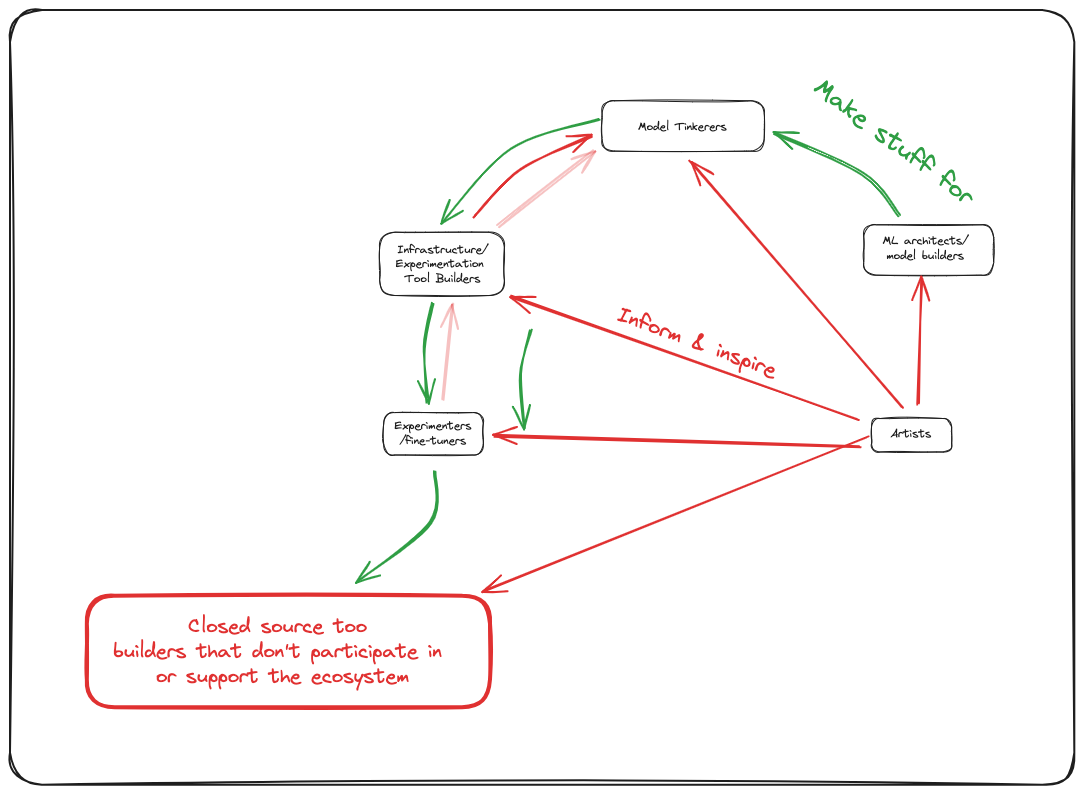 Make stuff for
Model Tinkerers
ML architects/
model builders
Infrastructure/
Experimentation
Tool Builders
Inform & inspire
Experimenters
/fine-tuners
Artists
Closed source too
builders that don't participate in
or support the ecosystem